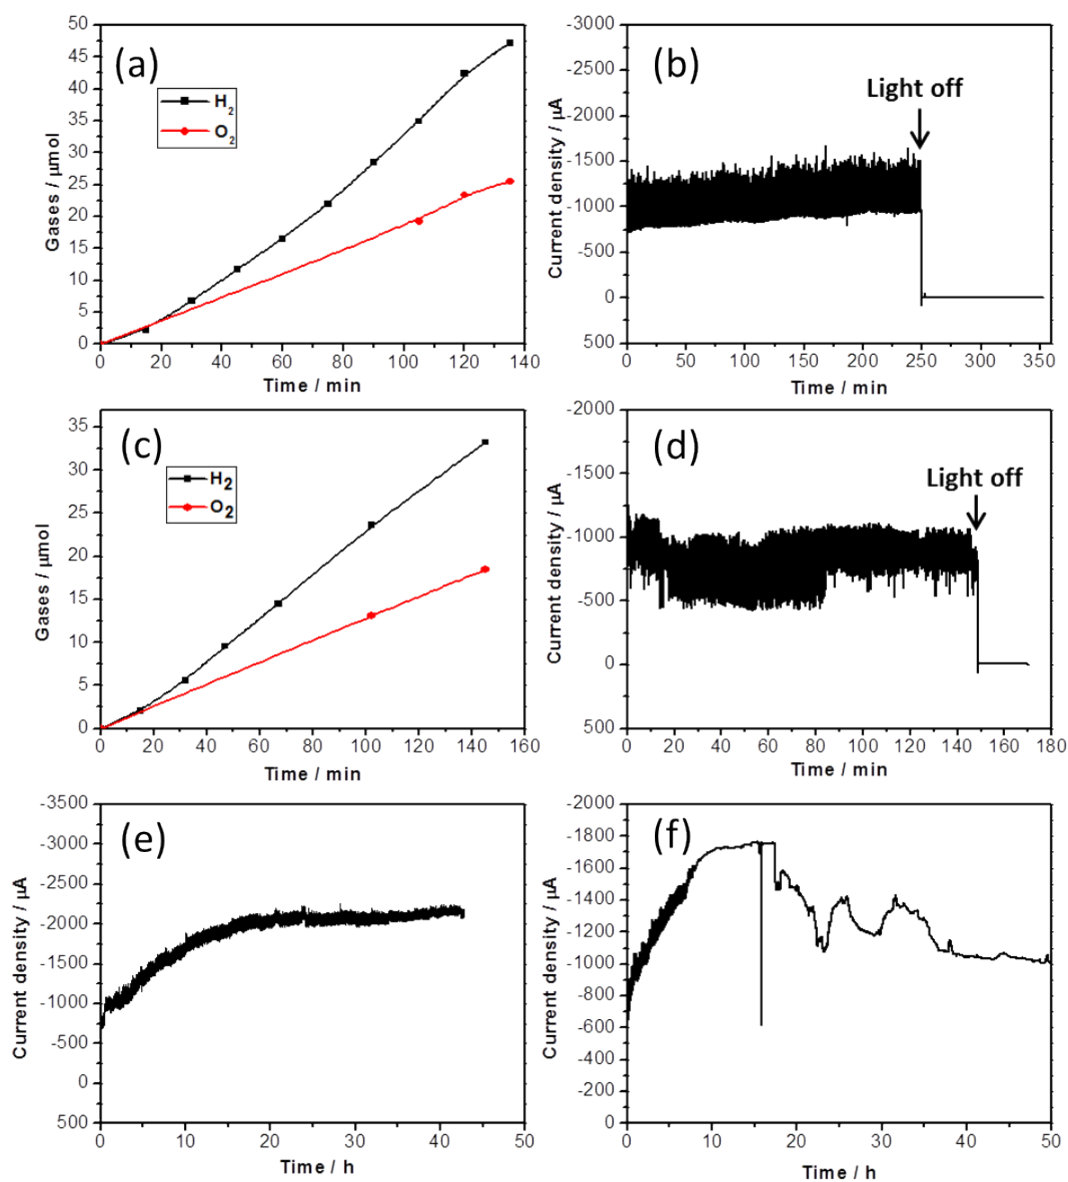 (a)
50
45
40
35
30
25
20
15
10
5
0
Gases / µmol
H2
O2
0 20 40 60 80 100 120 140
Time / min
(b)
Light off
-3000
-2500
-2000
-1500
-1000
-500
0
500
Current density / µA
0 50 100 150 200 250 300 350
Time / min
(c)
35
30
25
20
15
10
5
0
Gases / µmol
H2
O2
0 20 40 60 80 100 120 140 160
Time / min
(d)
Light off
-2000
-1500
-1000
-500
0
500
Current density / µA
0 20 40 60 80 100 120 140 160 180
Time / min
(e)
-3500
-3000
-2500
-2000
-1500
-1000
-500
0
500
Current density / µA
0 10 20 30 40 50
Time / h
(f)
-2000
-1800
-1600
-1400
-1200
-1000
-800
-600
-400
-200
0
Current density / µA
0 10 20 30 40 50
Time / h